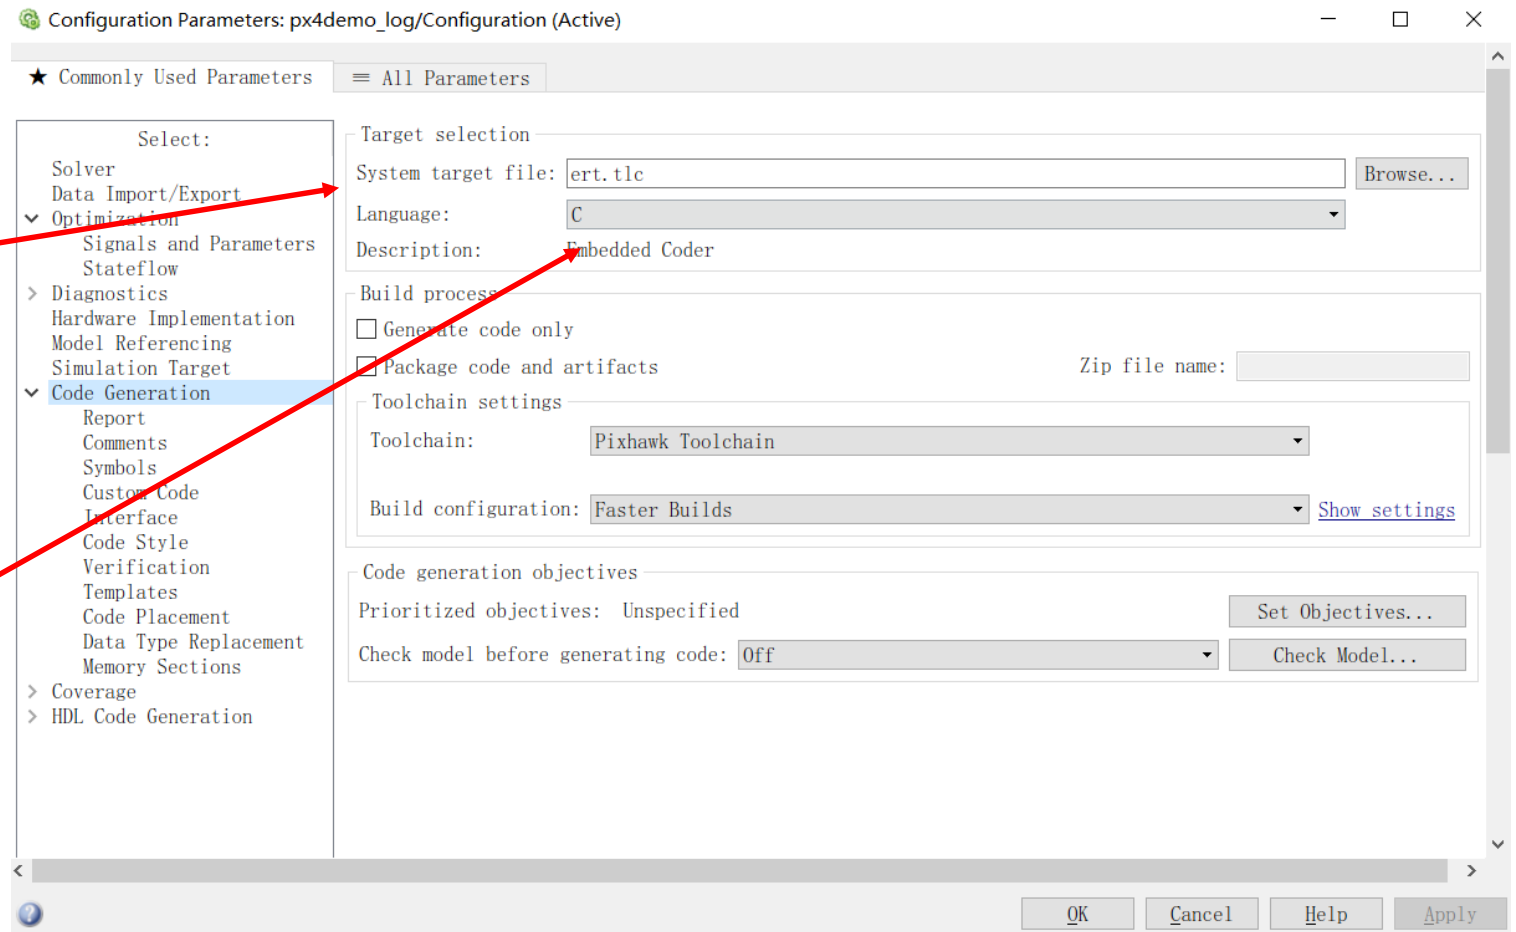 Configuration Parameters: px4demo_log/Configuration (Active)
★ Commonly Used Parameters
≡ All Parameters
Select:
Solver
Data Import/Export
Optimization
Signals and Parameters
Stateflow
Diagnostics
Hardware Implementation
Model Referencing
Simulation Target
Code Generation
Report
Comments
Symbols
Custom Code
Interface
Code Style
Verification
Templates
Code Placement
Data Type Replacement
Memory Sections
Coverage
HDL Code Generation
Target selection
System target file: ert.tlc Browse...
Language: C
Description: Embedded Coder
Build process
Generate code only
Package code and artifacts Zip file name:
Toolchain settings
Toolchain: Pixhawk Toolchain
Build configuration: Faster Builds Show settings
Code generation objectives
Prioritized objectives: Unspecified Set Objectives...
Check model before generating code: Off Check Model...
OK Cancel Help Apply